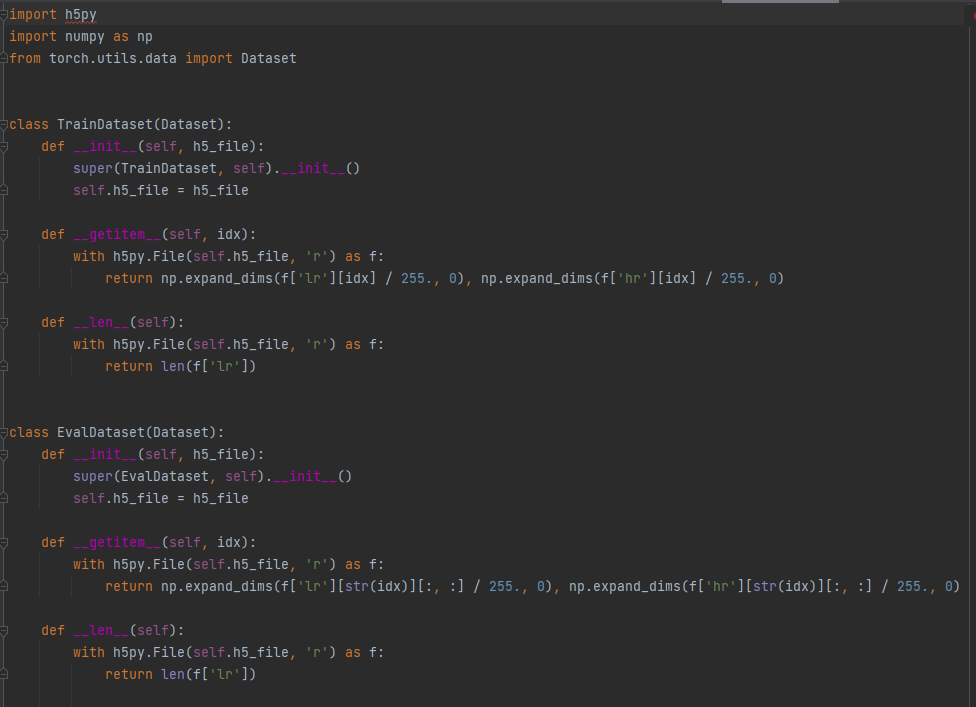 import h5py
import numpy as np
from torch.utils.data import Dataset
class TrainDataset(Dataset):
    def __init__(self, h5_file):
        super(TrainDataset, self).__init__()
        self.h5_file = h5_file
    def __getitem__(self, idx):
        with h5py.File(self.h5_file, 'r') as f:
            return np.expand_dims(f['lr'][idx] / 255., 0), np.expand_dims(f['hr'][idx] / 255., 0)
    def __len__(self):
        with h5py.File(self.h5_file, 'r') as f:
            return len(f['lr'])
class EvalDataset(Dataset):
    def __init__(self, h5_file):
        super(EvalDataset, self).__init__()
        self.h5_file = h5_file
    def __getitem__(self, idx):
        with h5py.File(self.h5_file, 'r') as f:
            return np.expand_dims(f['lr'][str(idx)][:, :] / 255., 0), np.expand_dims(f['hr'][str(idx)][:, :] / 255., 0)
    def __len__(self):
        with h5py.File(self.h5_file, 'r') as f:
            return len(f['lr'])